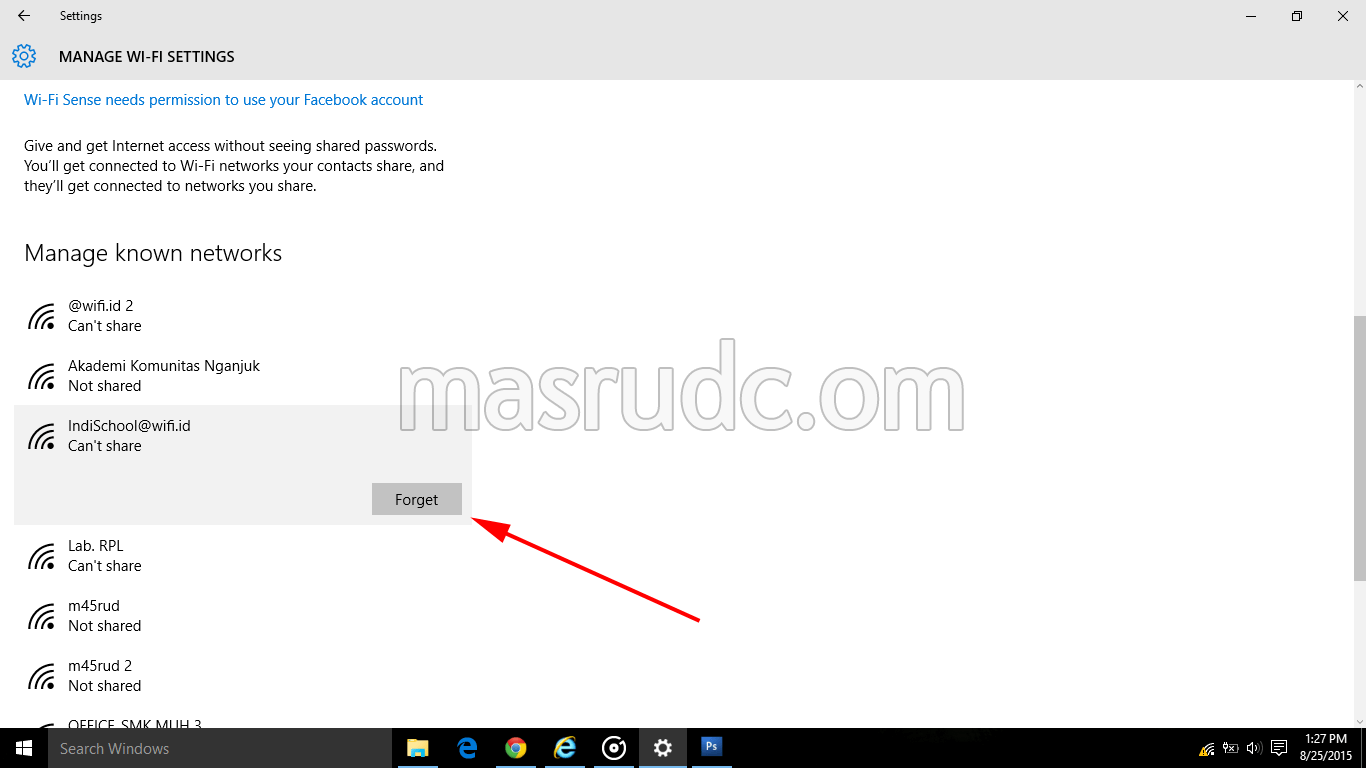 Settings
MANAGE WI-FI SETTINGS
Wi-Fi Sense needs permission to use your Facebook account
Give and get Internet access without seeing shared passwords.
You'll get connected to Wi-Fi networks your contacts share, and
they'll get connected to networks you share.
Manage known networks
@wifi.id 2
Can't share
Akademi Komunitas Nganjuk
Not shared
masrudc.om
IndiSchool@wifi.id
Can't share
Forget
Lab. RPL
Can't share
m45rud
Not shared
m45rud 2
Not shared
OFFICE SMK MUH 3
Search Windows
Ps
1:27 PM
8/25/2015